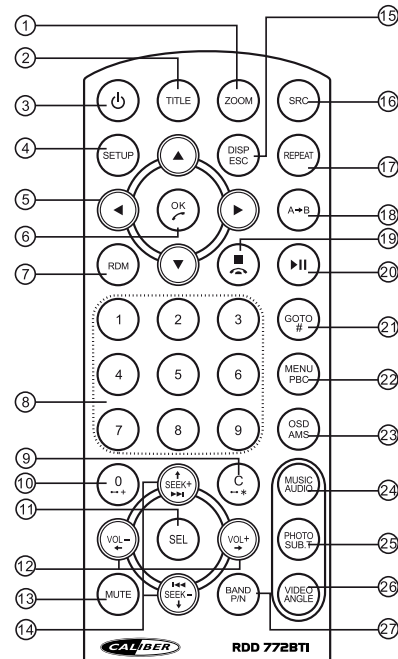 1
15
2
TITLE
ZOOM
SRC
16
3
4
SETUP
DISP
ESC
REPEAT
17
5
OK
A→B
18
6
19
7
RDM
20
1
2
3
GOTO
#
21
4
5
6
MENU
PBC
22
8
7
8
9
OSD
AMS
23
9
10
0
+
SEEK+
C
*
MUSIC
AUDIO
24
11
VOL-
SEL
VOL+
PHOTO
SUB.T
25
12
13
MUTE
SEEK-
BAND
P/N
VIDEO
ANGLE
26
14
27
CALIBER
RDD 772BTI